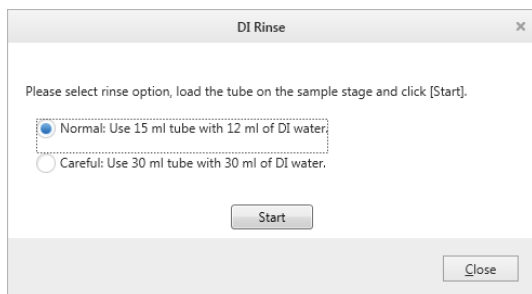 DI Rinse
Please select rinse option, load the tube on the sample stage and click [Start].
Normal: Use 15 ml tube with 12 ml of DI water.
Careful: Use 30 ml tube with 30 ml of DI water.
Start
Close